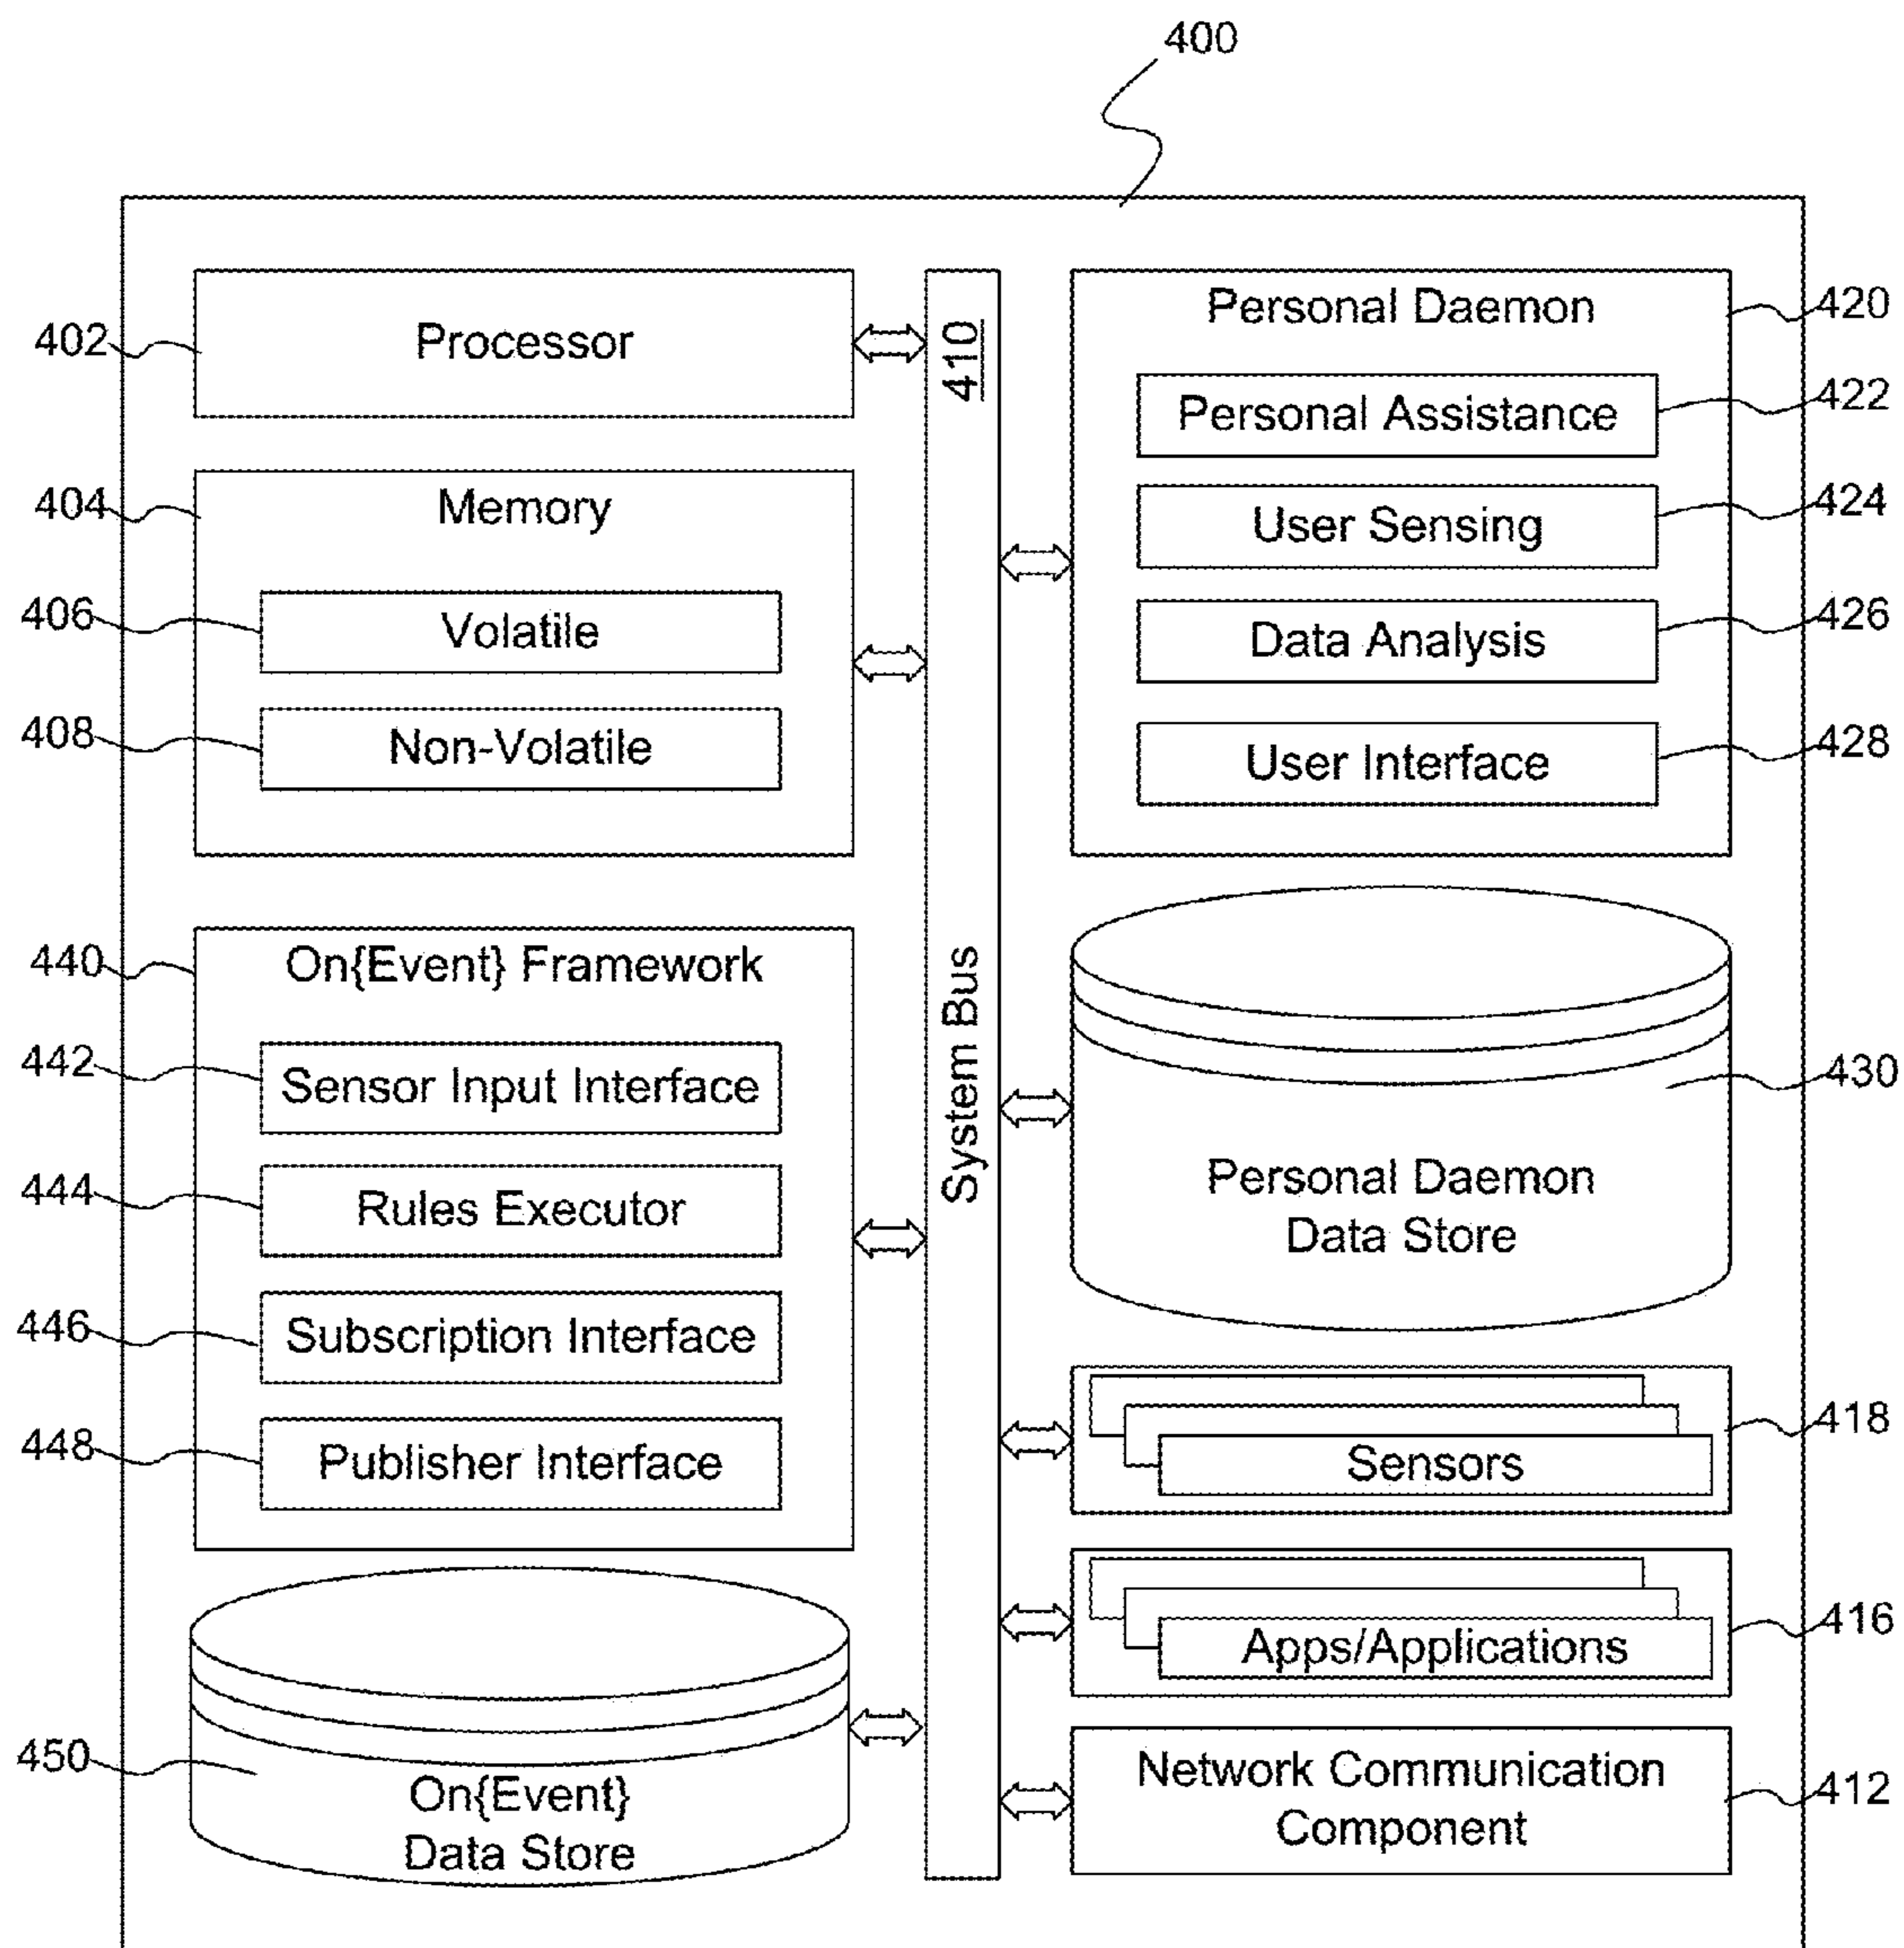 400
402
Processor
404
Memory
406
Volatile
408
Non-Volatile
440
On{Event} Framework
442
Sensor Input Interface
444
Rules Executor
446
Subscription Interface
448
Publisher Interface
450
On{Event}
Data Store
410
System Bus
Personal Daemon
420
Personal Assistance
422
User Sensing
424
Data Analysis
426
User Interface
428
430
Personal Daemon
Data Store
418
Sensors
416
Apps/Applications
Network Communication
Component
412